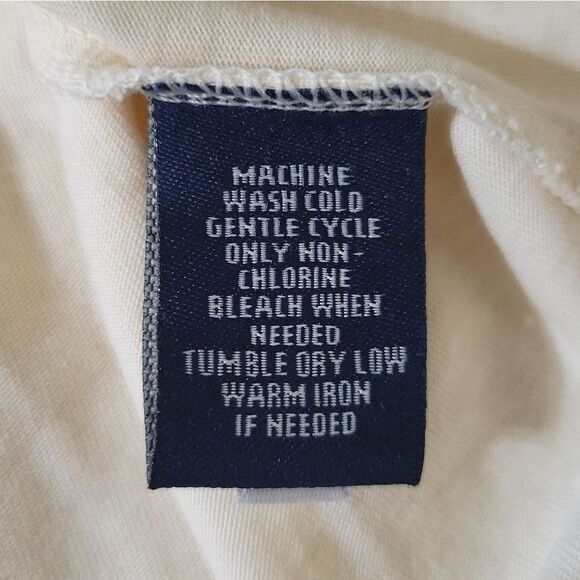 MACHINE
WASH COLD
GENTLE CYCLE
ONLY NON-
CHLORINE
BLEACH WHEN
NEEDED
TUMBLE DRY LOW
WARM IRON
IF NEEDED